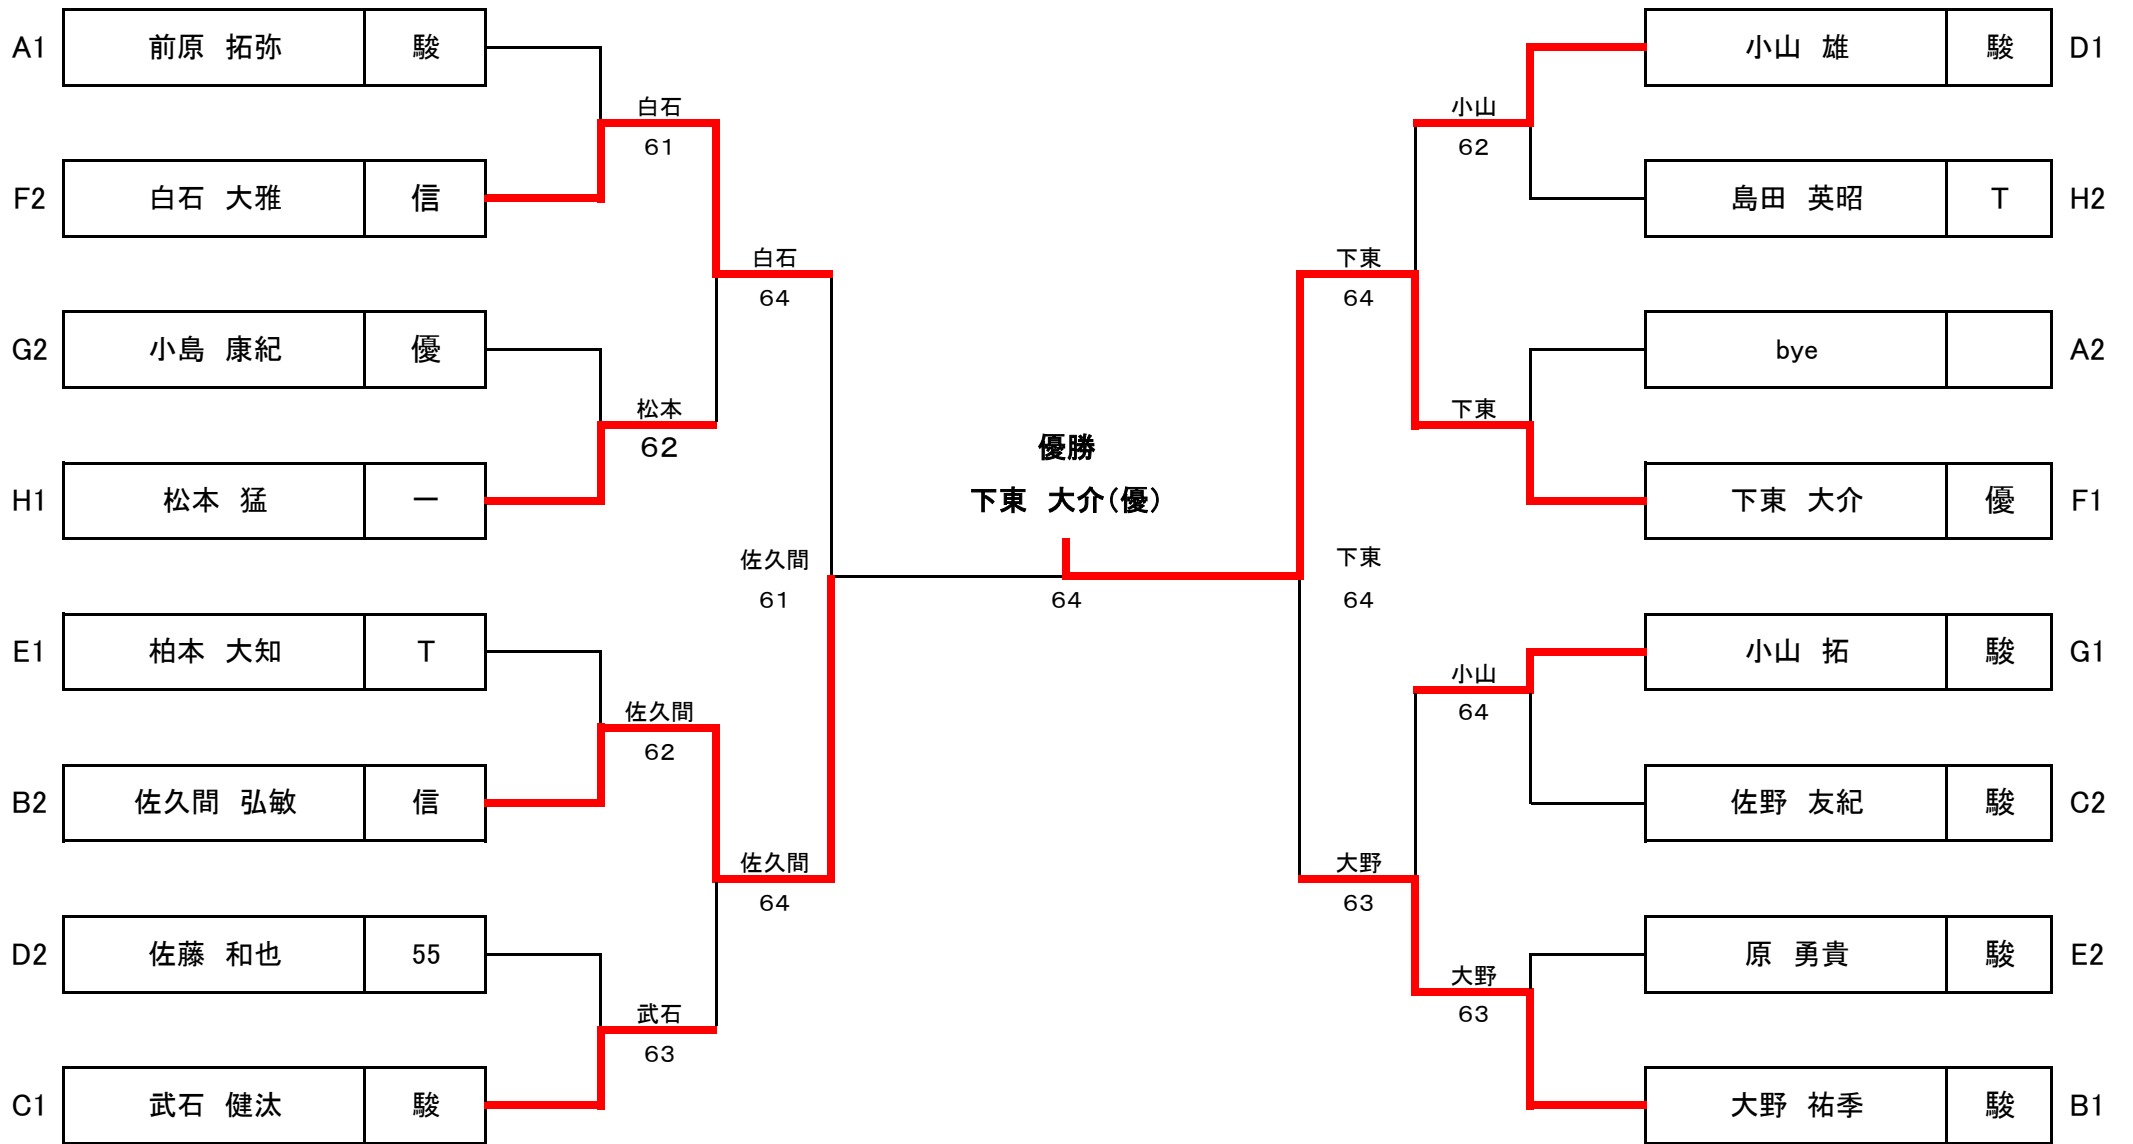 A1 前原 拓弥 駿
F2 白石 大雅 信
G2 小島 康紀 優
H1 松本 猛 一
E1 柏本 大知 T
B2 佐久間 弘敏 信
D2 佐藤 和也 55
C1 武石 健汰 駿
白石
61
松本
62
佐久間
62
武石
63
白石
64
佐久間
64
佐久間
61
優勝
下東 大介(優)
64
下東
64
下東
64
大野
63
小山
62
下東
小山
64
大野
63
小山 雄 駿 D1
島田 英昭 T H2
bye A2
下東 大介 優 F1
小山 拓 駿 G1
佐野 友紀 駿 C2
原 勇貴 駿 E2
大野 祐季 駿 B1